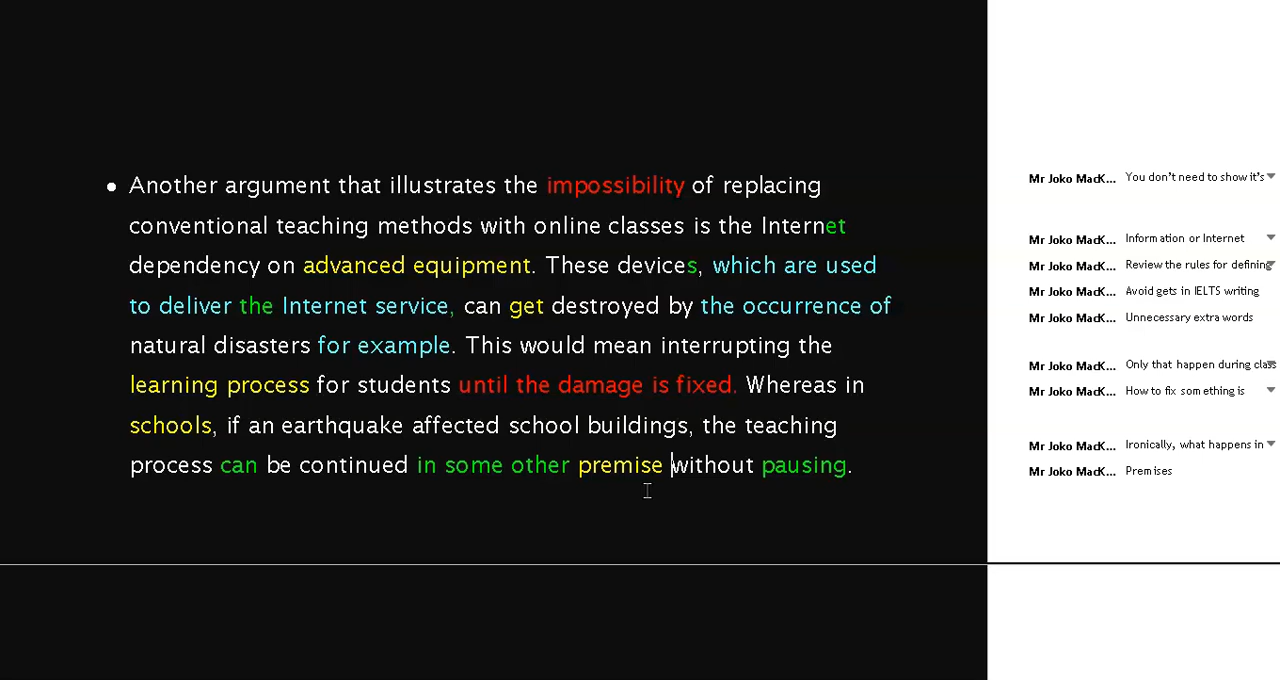 Another argument that illustrates the impossibility of replacing
conventional teaching methods with online classes is the Internet
dependency on advanced equipment. These devices, which are used
to deliver the Internet service, can get destroyed by the occurrence of
natural disasters for example. This would mean interrupting the
learning process for students until the damage is fixed. Whereas in
schools, if an earthquake affected school buildings, the teaching
process can be continued in some other premise without pausing.
Mr Joko MacK... You don't need to show it's
Mr Joko MacK... Information or Internet
Mr Joko MacK... Review the rules for defining
Mr Joko MacK... Avoid gets in IELTS writing
Mr Joko MacK... Unnecessary extra words
Mr Joko MacK... Only that happen during class
Mr Joko MacK... How to fix something is
Mr Joko MacK... Ironically, what happens in
Mr Joko MacK... Premises